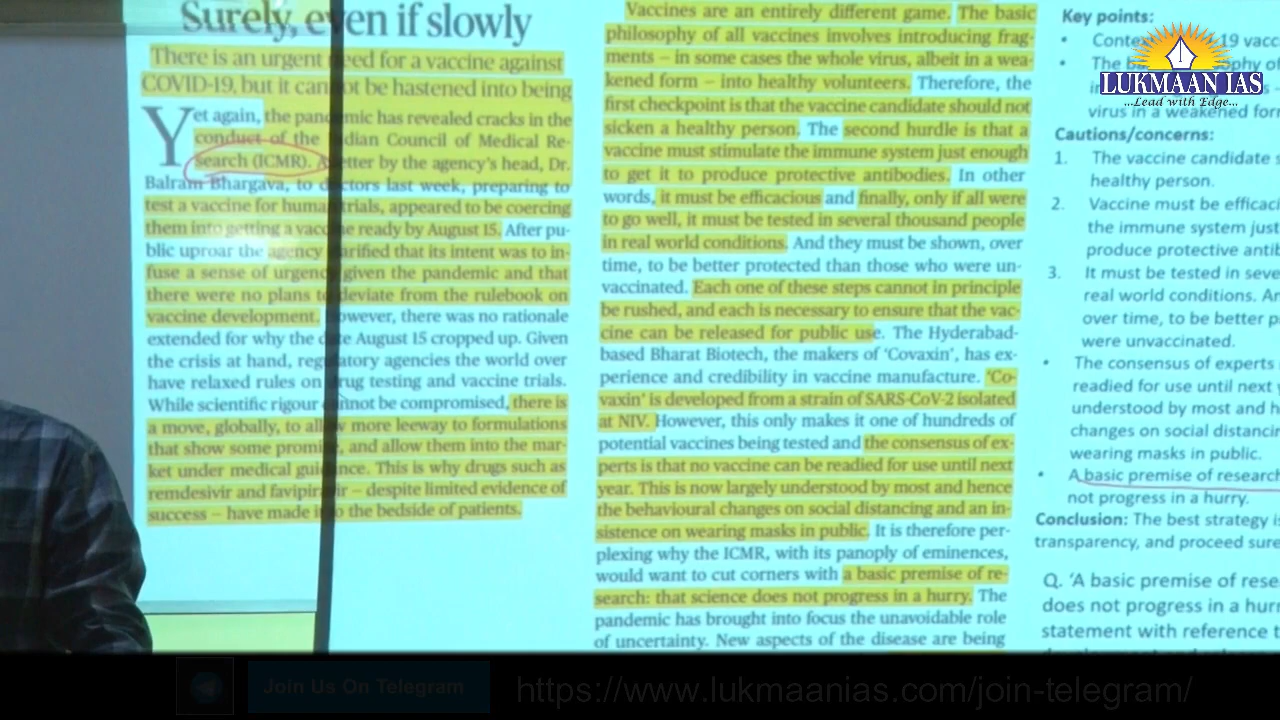 Surely, even if slowly
There is an urgent need for a vaccine against
COVID-19, but it cannot be hastened into being
Yet again, the pandemic has revealed cracks in the
conduct of the Indian Council of Medical Re-
search (ICMR). A letter by the agency's head, Dr.
Balram Bhargava, to doctors last week, preparing to
test a vaccine for human trials, appeared to be coercing
them into getting a vaccine ready by August 15. After pu-
blic uproar the agency clarified that its intent was to in-
fuse a sense of urgency given the pandemic and that
there were no plans to deviate from the rulebook on
vaccine development. However, there was no rationale
extended for why the date August 15 cropped up. Given
the crisis at hand, regulatory agencies the world over
have relaxed rules on drug testing and vaccine trials.
While scientific rigour cannot be compromised, there is
a move, globally, to allow more leeway to formulations
that show some promise, and allow them into the mar-
ket under medical guidance. This is why drugs such as
remdesivir and favipiravir – despite limited evidence of
success – have made it to the bedside of patients.
Vaccines are an entirely different game. The basic
philosophy of all vaccines involves introducing frag-
ments – in some cases the whole virus, albeit in a wea-
kened form – into healthy volunteers. Therefore, the
first checkpoint is that the vaccine candidate should not
sicken a healthy person. The second hurdle is that a
vaccine must stimulate the immune system just enough
to get it to produce protective antibodies. In other
words, it must be efficacious and finally, only if all were
to go well, it must be tested in several thousand people
in real world conditions. And they must be shown, over
time, to be better protected than those who were un-
vaccinated. Each one of these steps cannot in principle
be rushed, and each is necessary to ensure that the vac-
cine can be released for public use. The Hyderabad-
based Bharat Biotech, the makers of 'Covaxin', has ex-
perience and credibility in vaccine manufacture. 'Co-
vaxin' is developed from a strain of SARS-CoV-2 isolated
at NIV. However, this only makes it one of hundreds of
potential vaccines being tested and the consensus of ex-
perts is that no vaccine can be readied for use until next
year. This is now largely understood by most and hence
the behavioural changes on social distancing and an in-
sistence on wearing masks in public. It is therefore per-
plexing why the ICMR, with its panoply of eminences,
would want to cut corners with a basic premise of re-
search: that science does not progress in a hurry. The
pandemic has brought into focus the unavoidable role
of uncertainty. New aspects of the disease are being
Key points:
• 19 vacc
• The
virus in a weakened for
Cautions/concerns:
1. The vaccine candidate
healthy person.
2. Vaccine must be efficaci
the immune system just
produce protective antib
3. It must be tested in seve
real world conditions. An
over time, to be better p
were unvaccinated.
• The consensus of experts
readied for use until next
understood by most and h
changes on social distancin
wearing masks in public.
• A basic premise of research
not progress in a hurry.
Conclusion: The best strategy is
transparency, and proceed sure
Q. 'A basic premise of rese
does not progress in a hurr
statement with reference t
LUKMAAN IAS
...Lead with Edge...
Join Us On Telegram
https://www.lukmaanias.com/join-telegram/